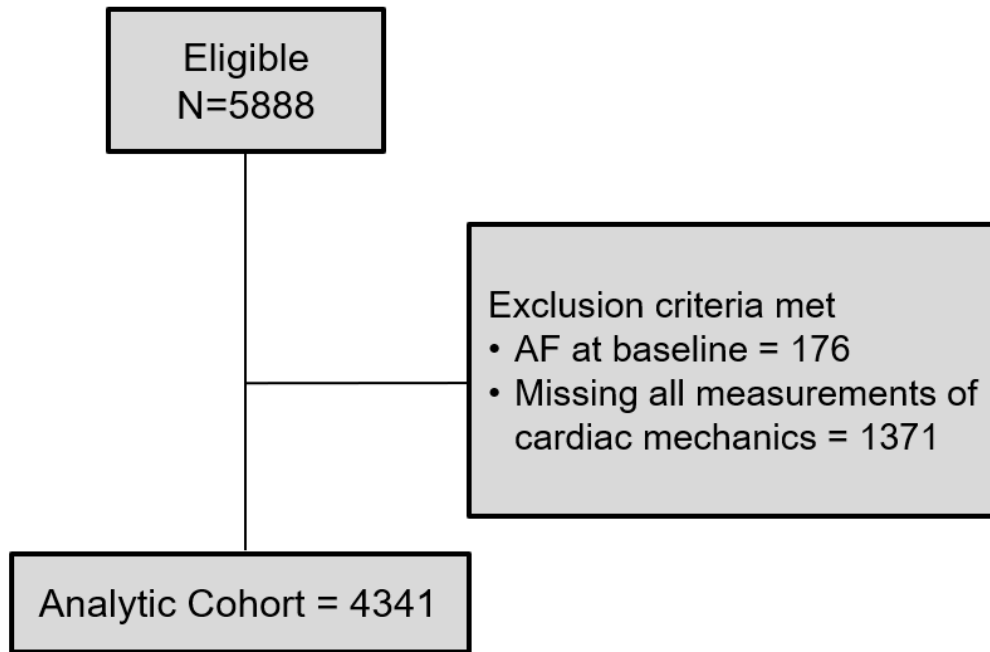 Eligible
N=5888
Exclusion criteria met
• AF at baseline = 176
• Missing all measurements of
cardiac mechanics = 1371
Analytic Cohort = 4341